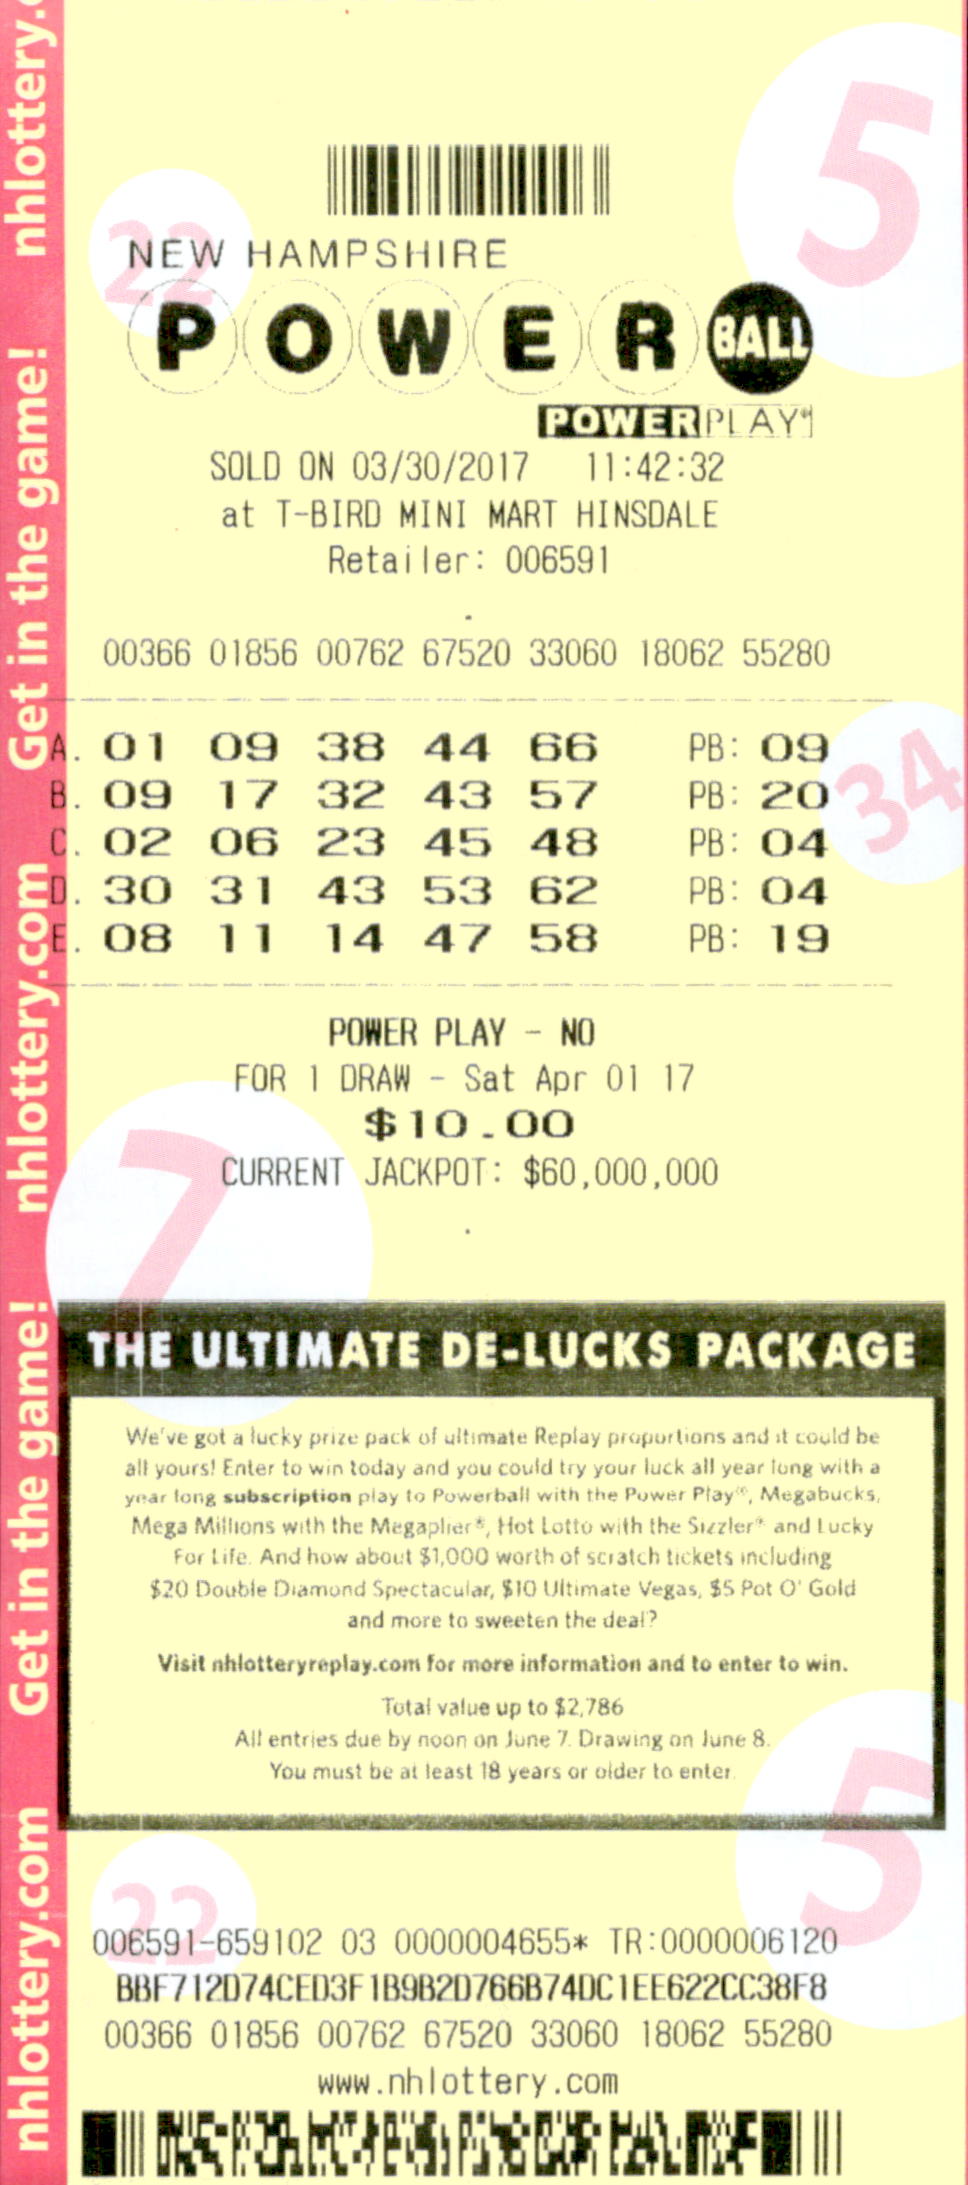 22
5
NEW HAMPSHIRE
POWER BALL
POWERPLAY®
SOLD ON 03/30/2017 11:42:32
at T-BIRD MINI MART HINSDALE
Retailer: 006591
00366 01856 00762 67520 33060 18062 55280
A. 01 09 38 44 66 PB: 09
B. 09 17 32 43 57 PB: 20
C. 02 06 23 45 48 PB: 04
D. 30 31 43 53 62 PB: 04
E. 08 11 14 47 58 PB: 19
34
POWER PLAY - NO
FOR 1 DRAW - Sat Apr 01 17
$10.00
CURRENT JACKPOT: $60,000,000
7
THE ULTIMATE DE-LUCKS PACKAGE
We've got a lucky prize pack of ultimate Replay proportions and it could be
all yours! Enter to win today and you could try your luck all year long with a
year long subscription play to Powerball with the Power Play®, Megabucks,
Mega Millions with the Megaplier®, Hot Lotto with the Sizzler® and Lucky
For Life. And how about $1,000 worth of scratch tickets including
$20 Double Diamond Spectacular, $10 Ultimate Vegas, $5 Pot O' Gold
and more to sweeten the deal?
Visit nhlotteryreplay.com for more information and to enter to win.
Total value up to $2,786
All entries due by noon on June 7. Drawing on June 8.
You must be at least 18 years or older to enter.
22
5
006591-659102 03 0000004655* TR:0000006120
BBF712D74CED3F1B9B2D766B74DC1EE622CC38F8
00366 01856 00762 67520 33060 18062 55280
www.nhlottery.com
nhlottery.com Get in the game! nhlottery.com Get in the game! nhlottery.c